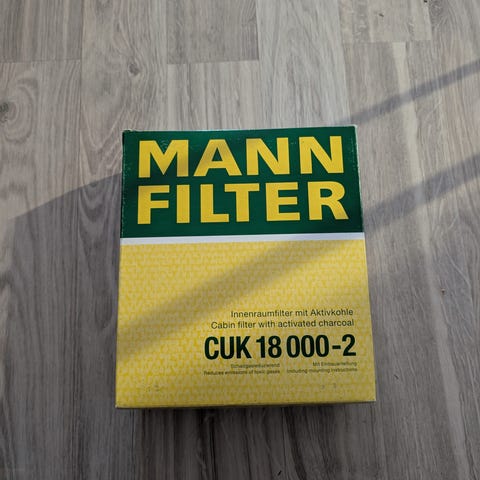 MANN
FILTER
Innenraumfilter mit Aktivkohle
Cabin filter with activated charcoal
CUK 18 000-2
Schadgasreduzierend
Reduces emissions of toxic gases
Mit Einbauanleitung
Including mounting instructions